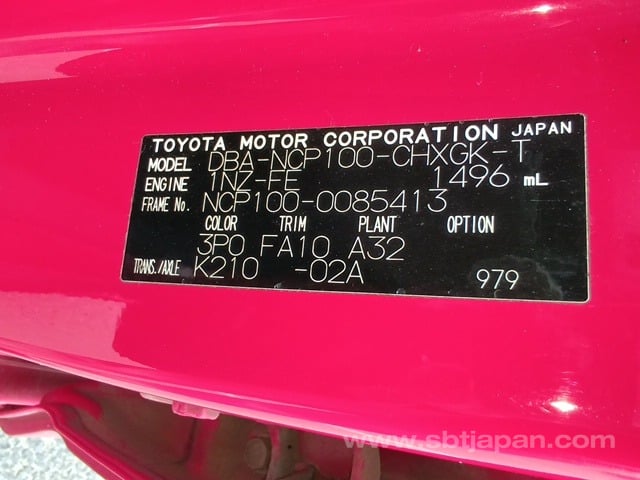 TOYOTA MOTOR CORPORATION JAPAN
MODEL DBA-NCP100-CHXGK-T
ENGINE 1NZ-FE 1496 mL
FRAME No. NCP100-0085413
COLOR TRIM PLANT OPTION
3P0 FA10 A32
TRANS./AXLE K210 -02A 979
www.sbtjapan.com